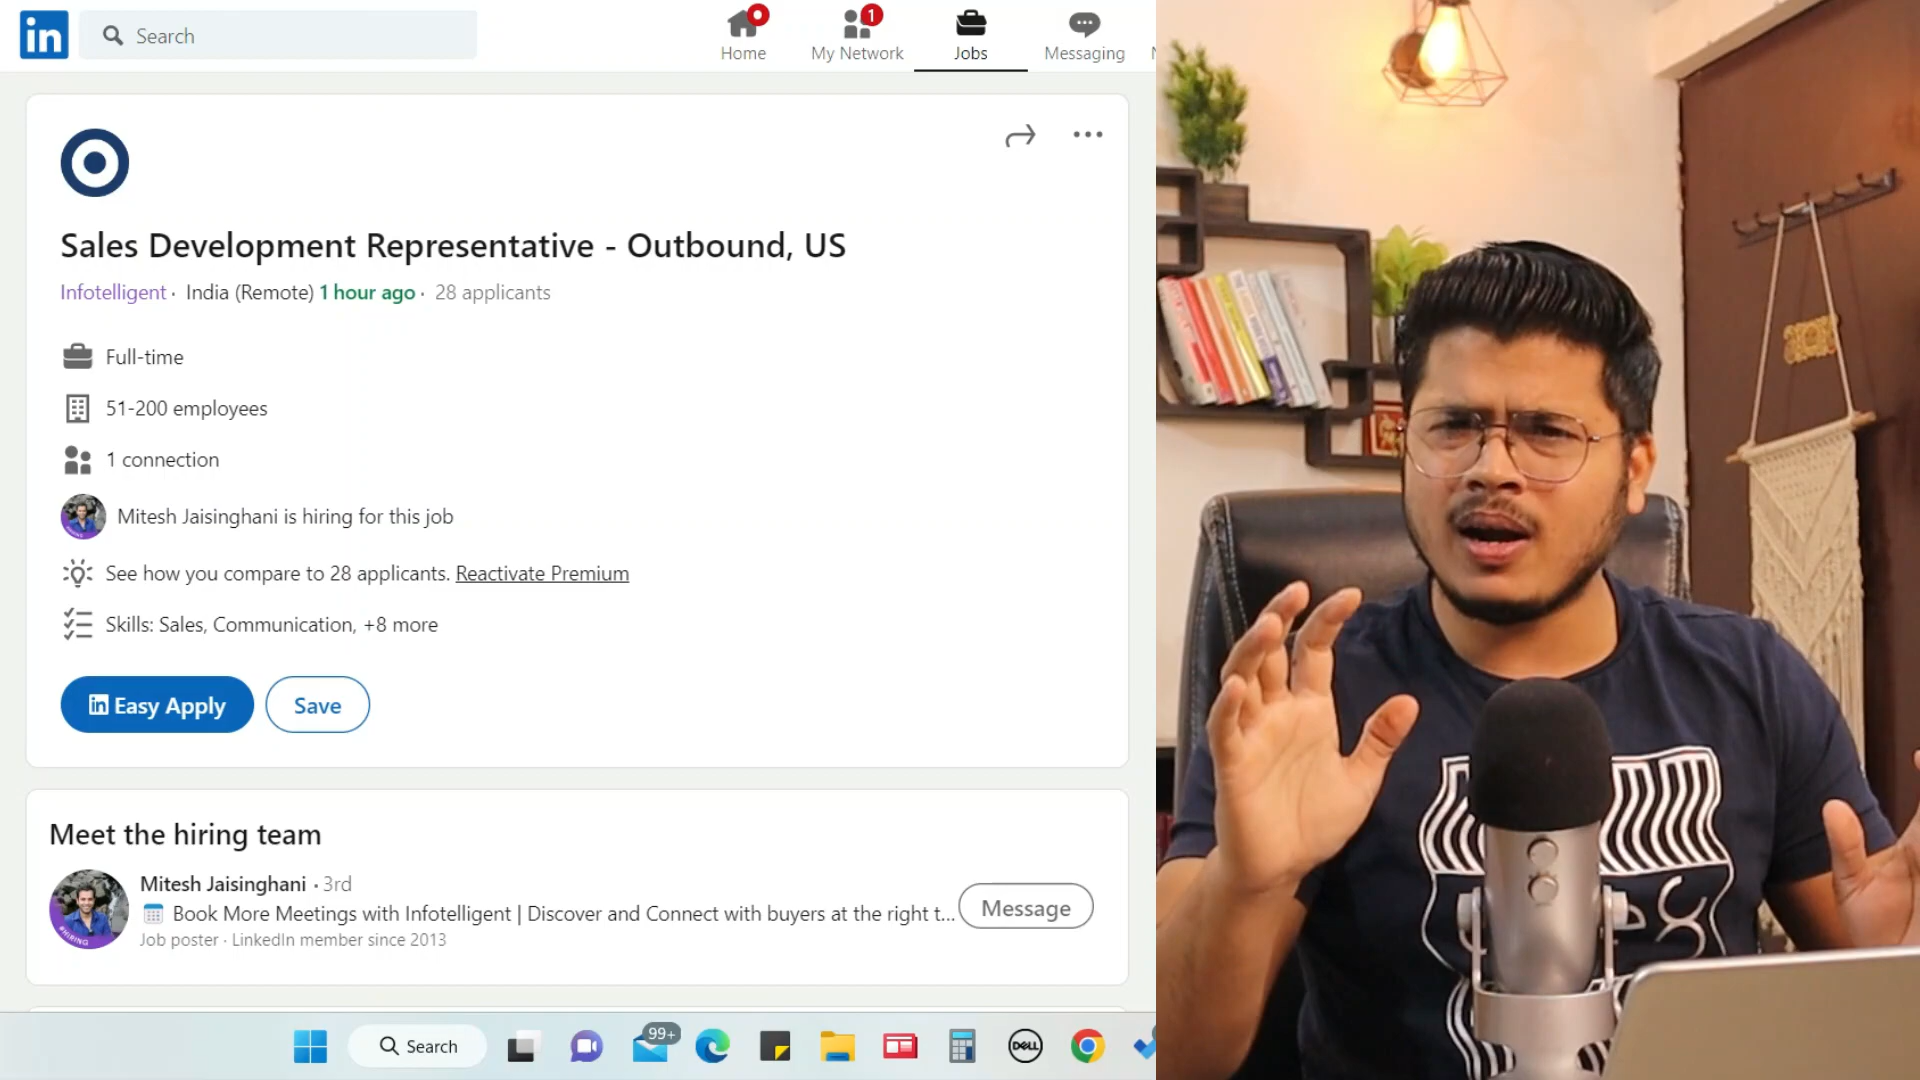 in
Search
Home
1
My Network
Jobs
Messaging
Sales Development Representative - Outbound, US
Infotelligent · India (Remote) 1 hour ago · 28 applicants
Full-time
51-200 employees
1 connection
Mitesh Jaisinghani is hiring for this job
See how you compare to 28 applicants. Reactivate Premium
Skills: Sales, Communication, +8 more
in Easy Apply
Save
Meet the hiring team
Mitesh Jaisinghani · 3rd
Book More Meetings with Infotelligent | Discover and Connect with buyers at the right t...
Job poster · LinkedIn member since 2013
Message
#HIRING
Search
99+
DELL